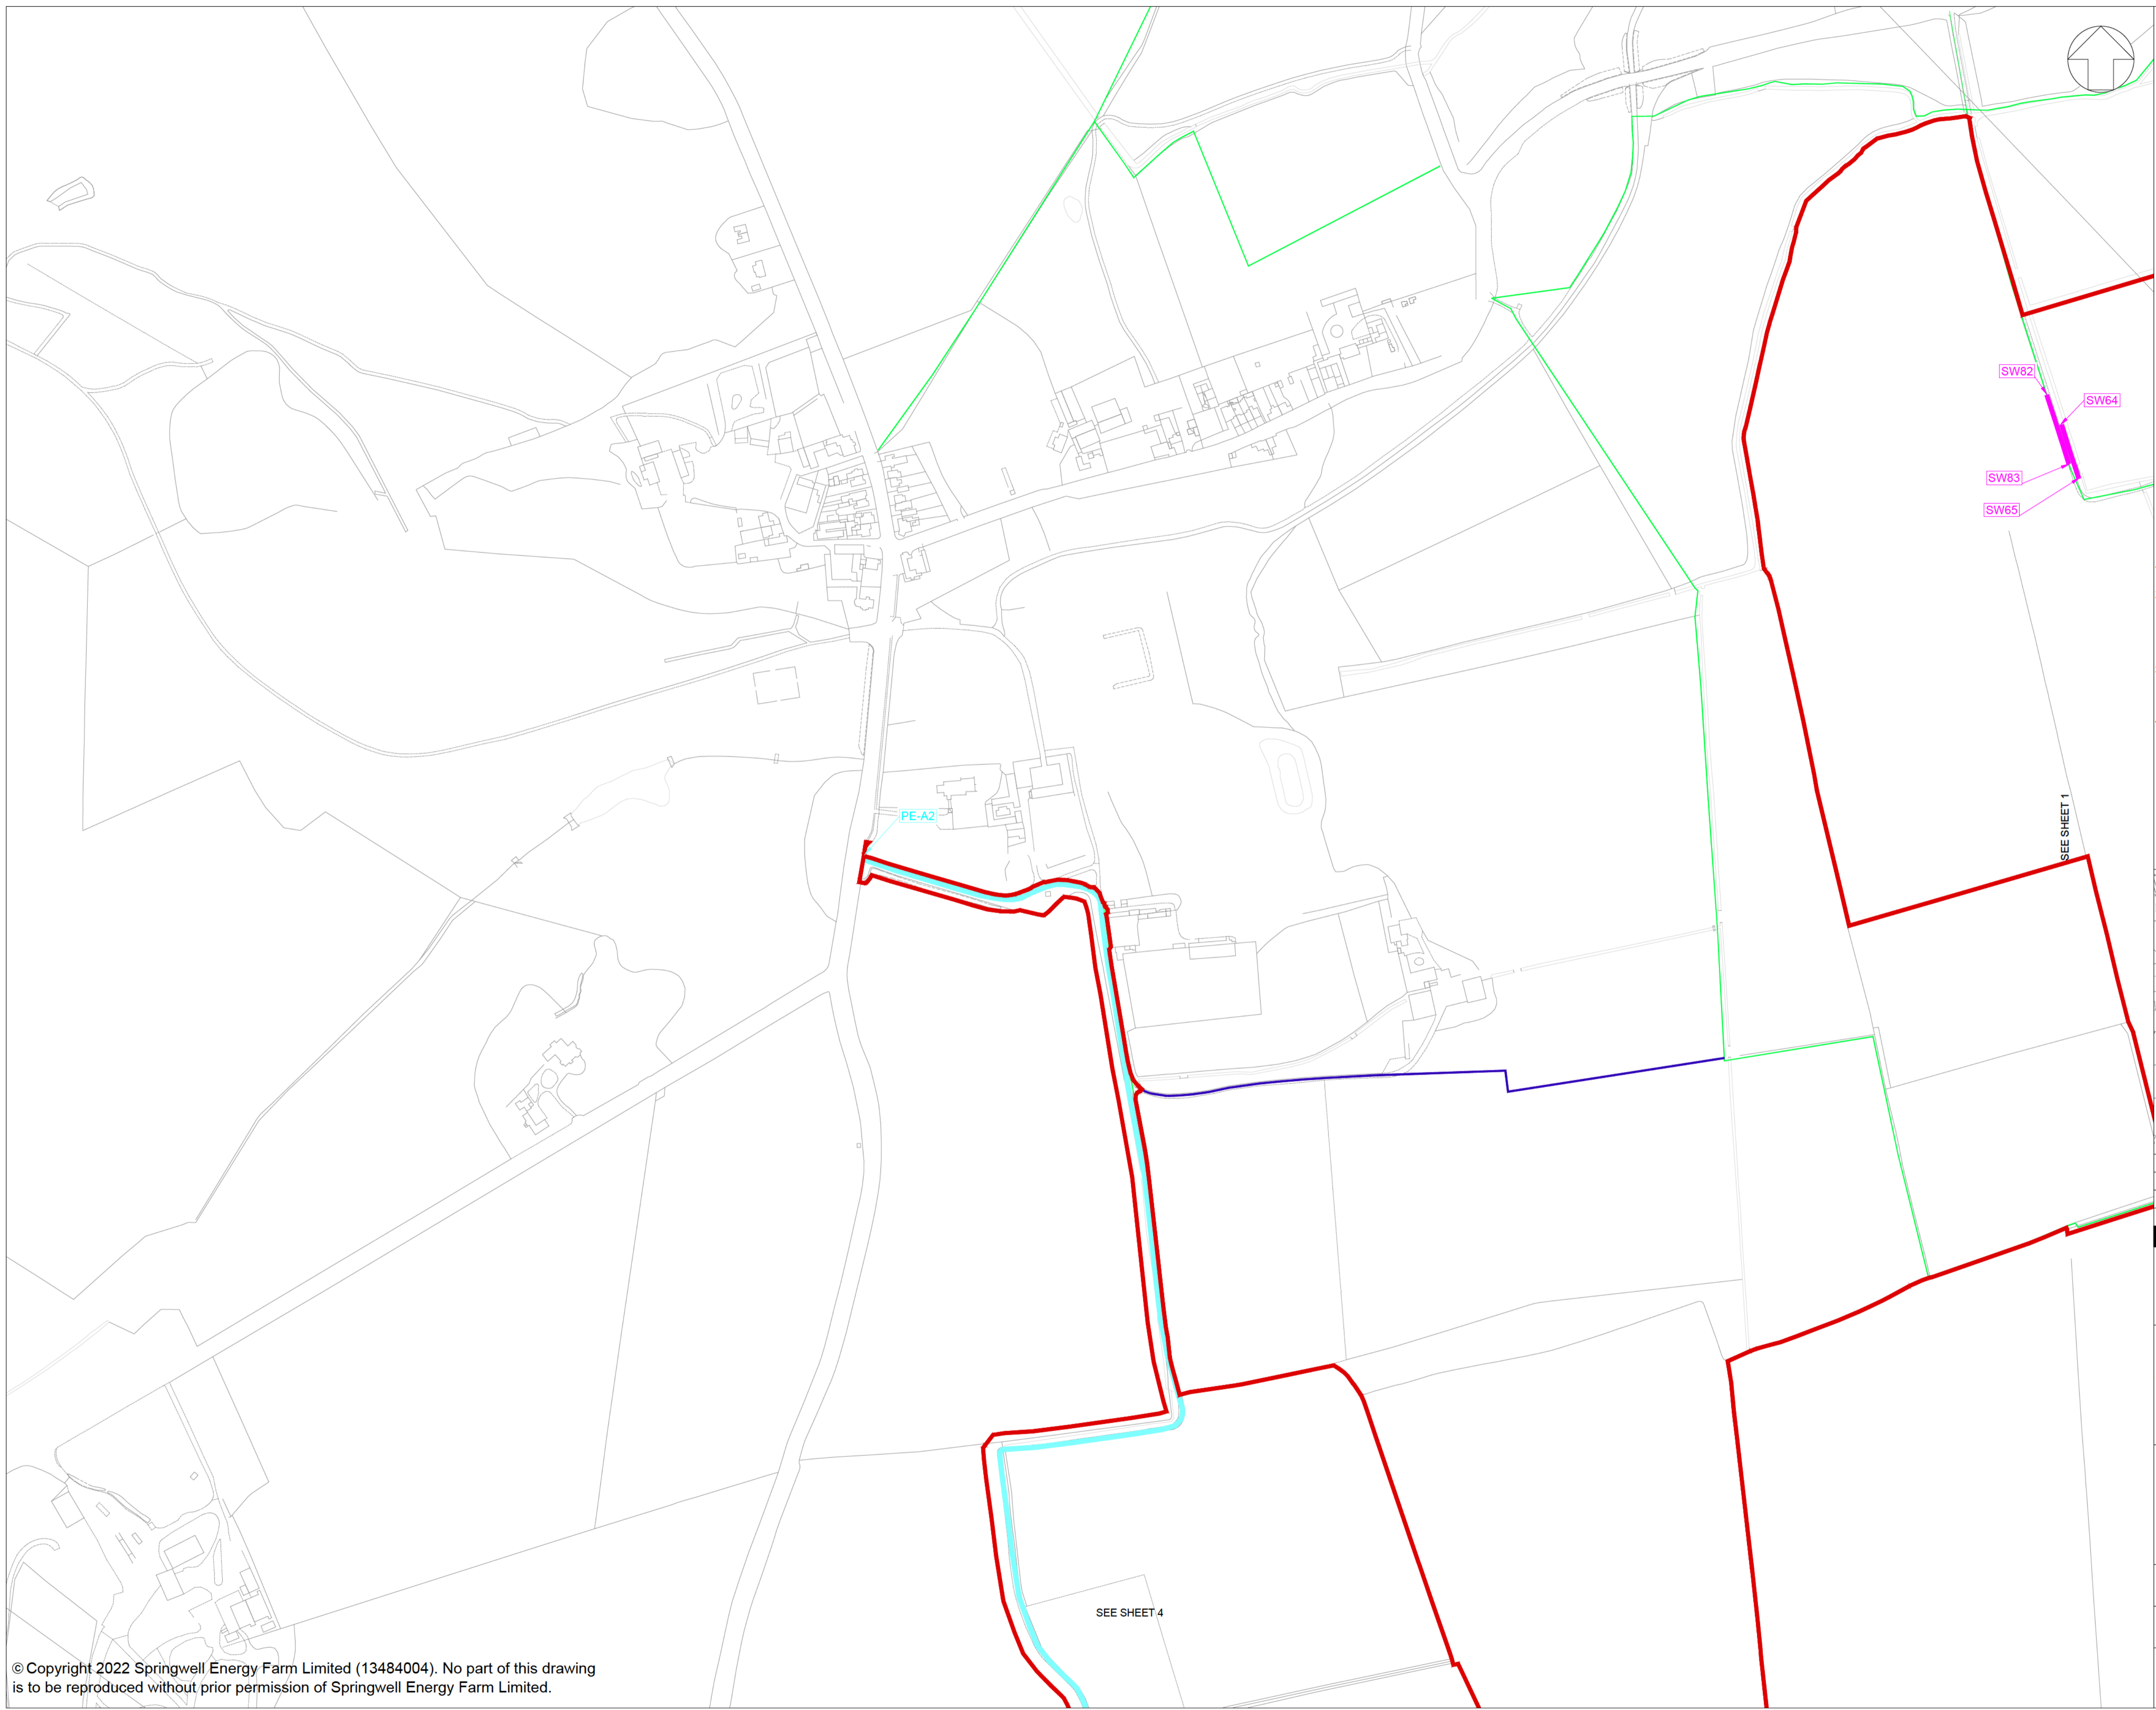 SW82
SW64
SW83
SW65
SEE SHEET 1
PE-A2
SEE SHEET 4
© Copyright 2022 Springwell Energy Farm Limited (13484004). No part of this drawing
is to be reproduced without prior permission of Springwell Energy Farm Limited.